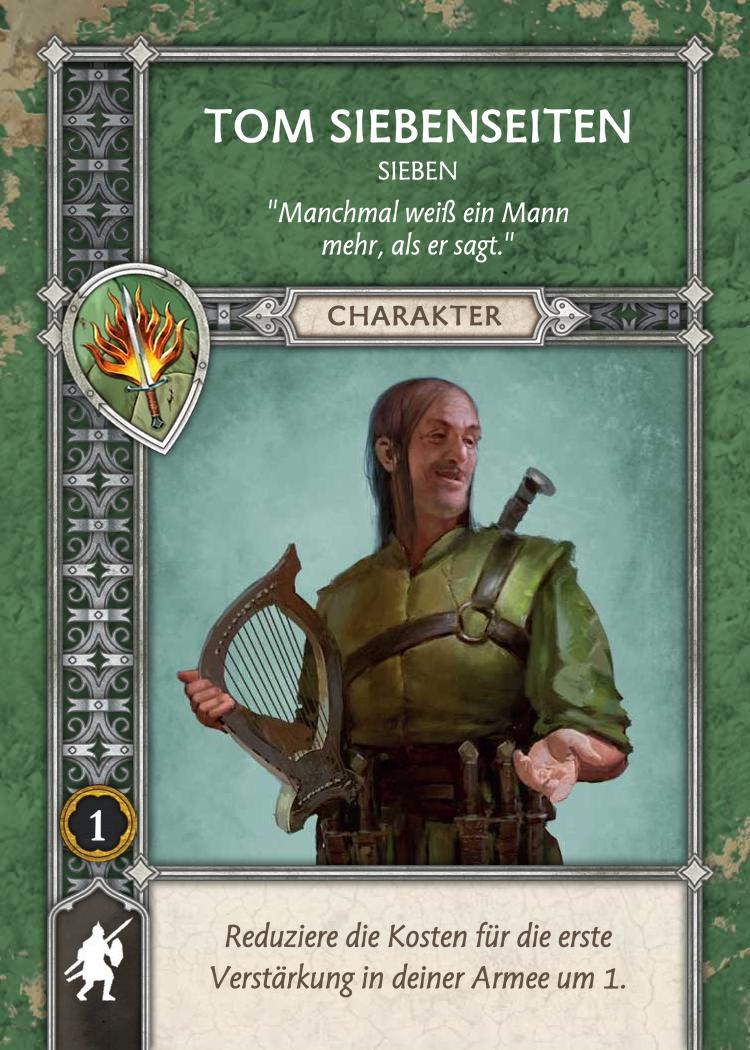 TOM SIEBENSEITEN
SIEBEN
"Manchmal weiß ein Mann
mehr, als er sagt."
CHARAKTER
1
Reduziere die Kosten für die erste
Verstärkung in deiner Armee um 1.